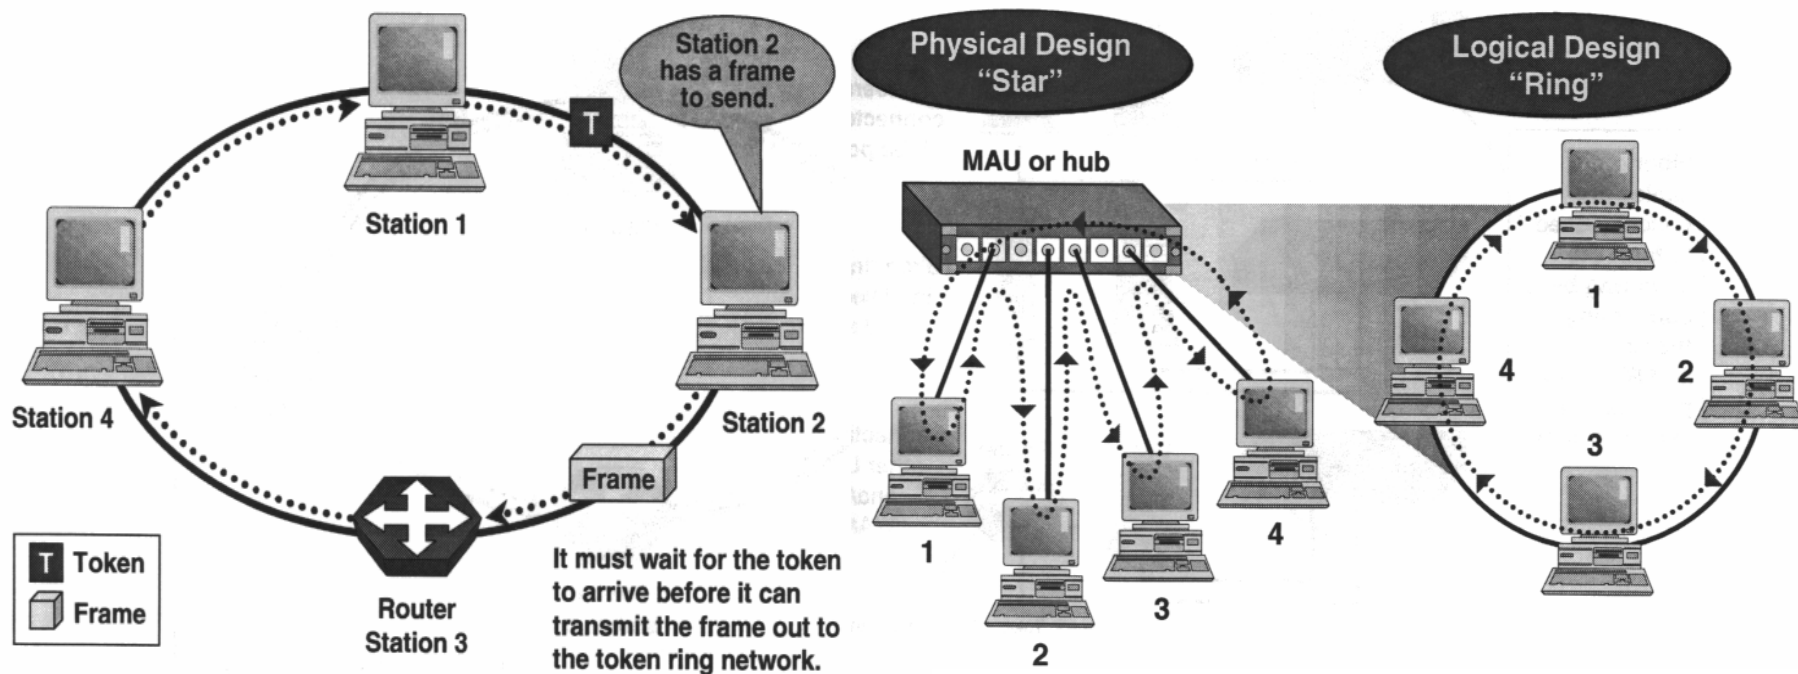 Station 2
has a frame
to send.
T
Station 1
Station 4
Station 2
Frame
T Token
Frame
Router
Station 3
It must wait for the token
to arrive before it can
transmit the frame out to
the token ring network.
Physical Design
“Star”
MAU or hub
1
2
3
4
Logical Design
“Ring”
1
4
2
3